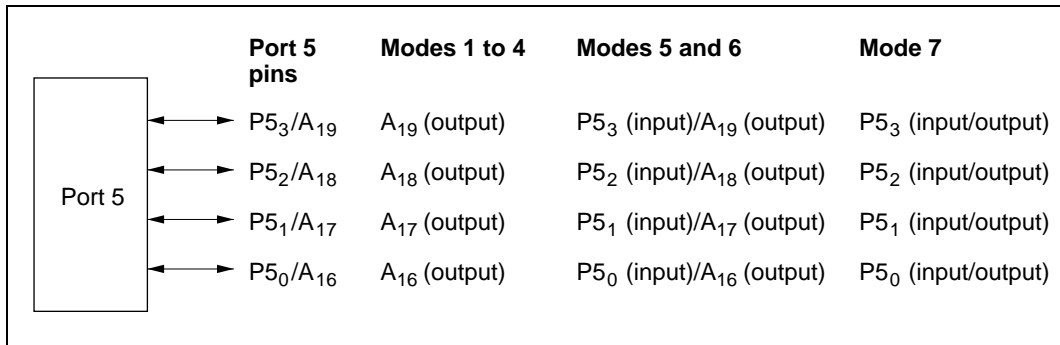 Port 5 pins Modes 1 to 4 Modes 5 and 6 Mode 7
P5₃/A₁₉ A₁₉ (output) P5₃ (input)/A₁₉ (output) P5₃ (input/output)
P5₂/A₁₈ A₁₈ (output) P5₂ (input)/A₁₈ (output) P5₂ (input/output)
Port 5
P5₁/A₁₇ A₁₇ (output) P5₁ (input)/A₁₇ (output) P5₁ (input/output)
P5₀/A₁₆ A₁₆ (output) P5₀ (input)/A₁₆ (output) P5₀ (input/output)